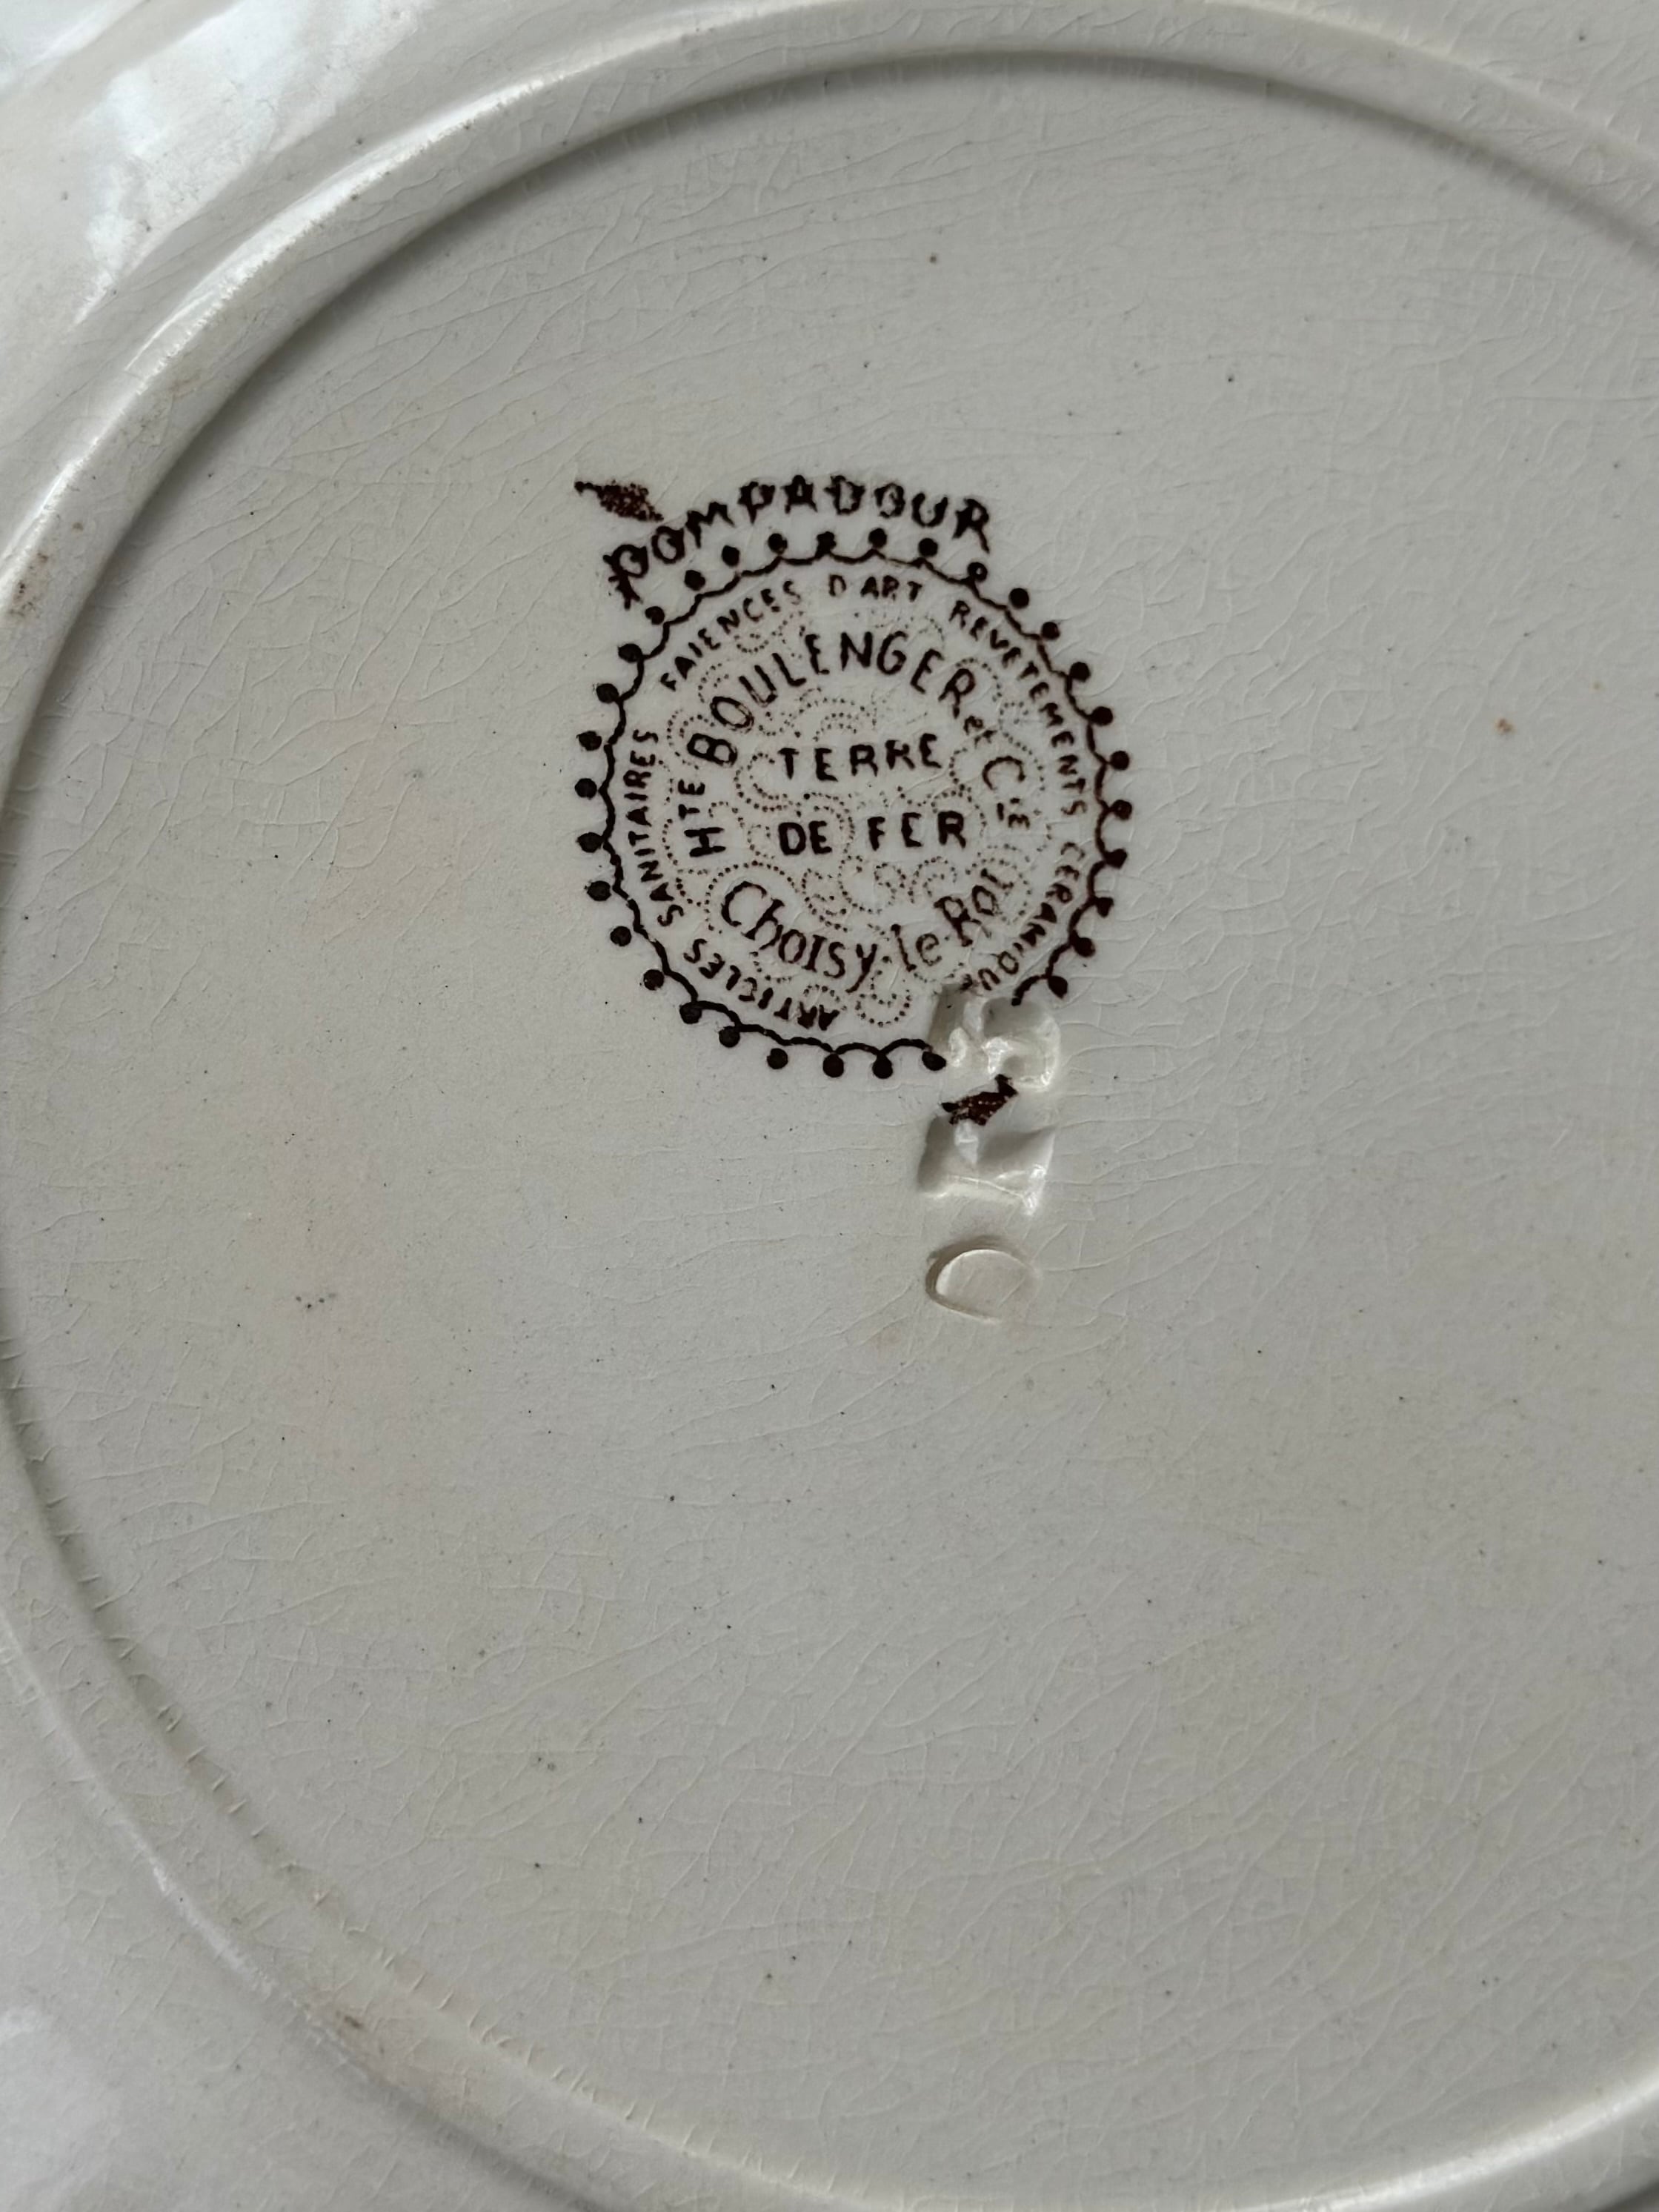 POMPADOUR
FAIENCES D'ART REVETEMENTS CERAMIQUE
ARTICLES SANITAIRES
HTE BOULENGER et Cie
TERRE
DE FER
Choisy le Roi